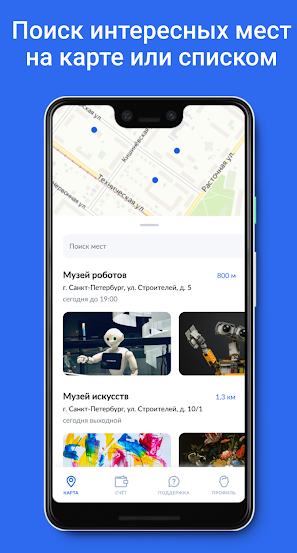 Поиск интересных мест
на карте или списком
Кишинёвская ул.
Расточная ул.
Техническая ул.
Поиск мест
Музей роботов 800 м
г. Санкт-Петербург, ул. Строителей, д. 5
сегодня до 19:00
Музей искусств 1,3 км
г. Санкт-Петербург, ул. Строителей, д. 10/1
сегодня выходной
КАРТА СЧЁТ ПОДДЕРЖКА ПРОФИЛЬ